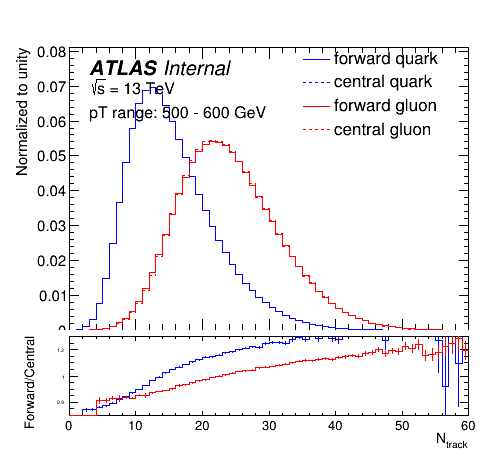 ATLAS Internal
√s = 13 TeV
pT range: 500 - 600 GeV
forward quark
central quark
forward gluon
central gluon
Normalized to unity
0.08
0.07
0.06
0.05
0.04
0.03
0.02
0.01
0
Forward/Central
1.2
1
0.8
0 10 20 30 40 50 60
N_track